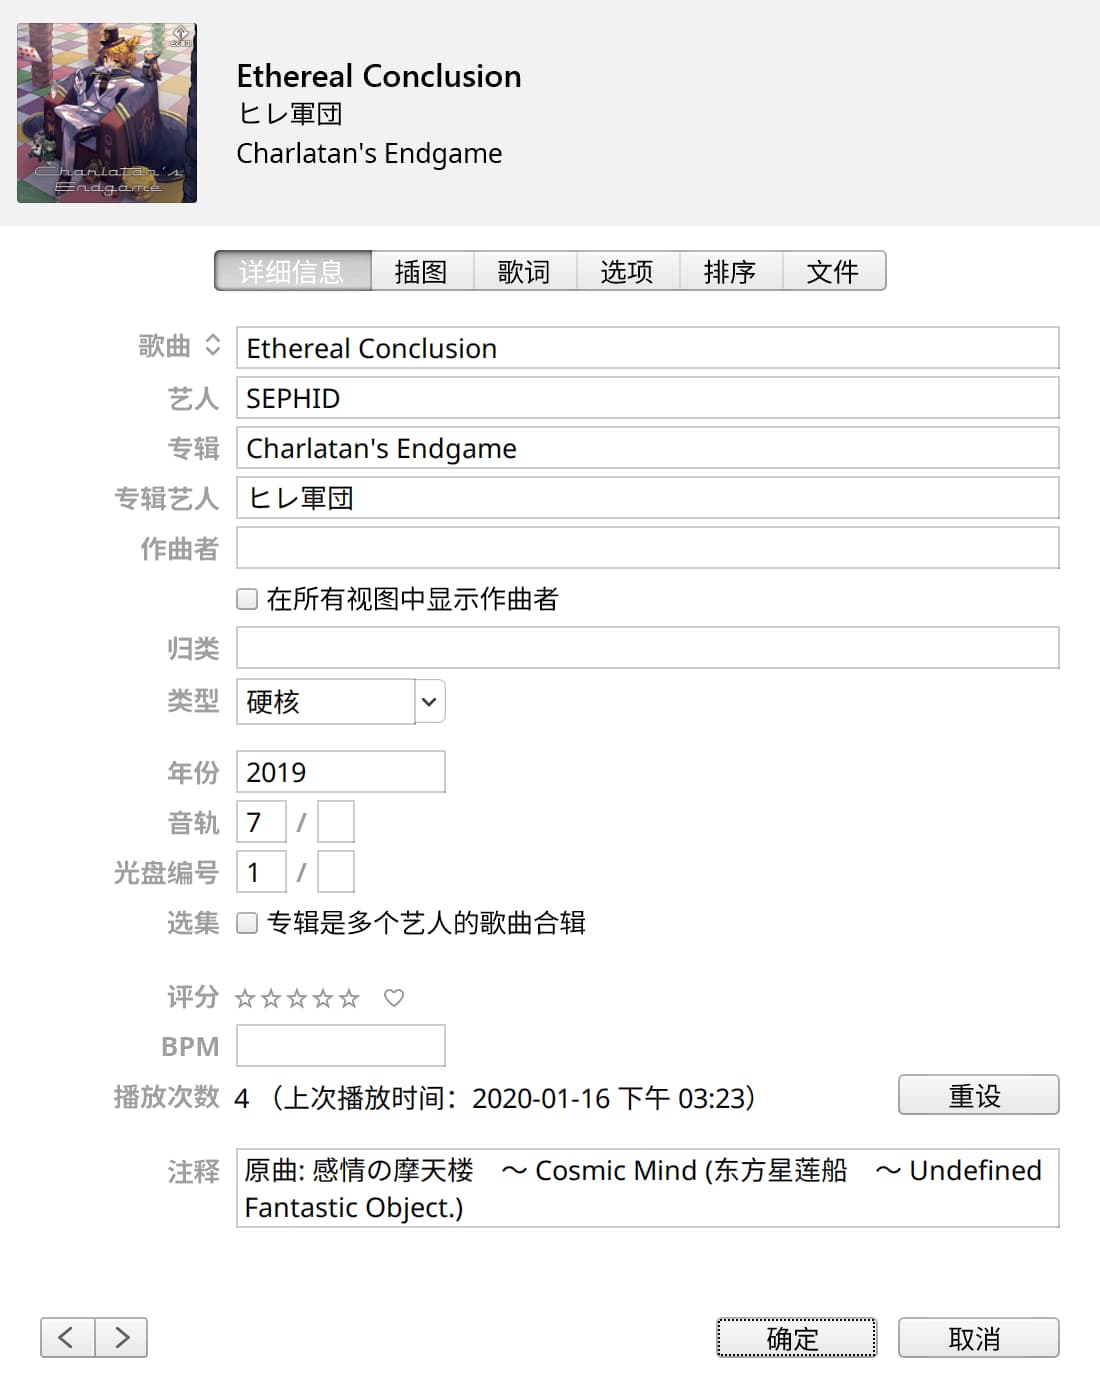 Charlatan's
Endgame
Ethereal Conclusion
ヒレ軍団
Charlatan's Endgame
详细信息 插图 歌词 选项 排序 文件
歌曲 Ethereal Conclusion
艺人 SEPHID
专辑 Charlatan's Endgame
专辑艺人 ヒレ軍団
作曲者
在所有视图中显示作曲者
归类
类型 硬核
年份 2019
音轨 7 /
光盘编号 1 /
选集 专辑是多个艺人的歌曲合辑
评分
BPM
播放次数 4 （上次播放时间：2020-01-16 下午 03:23） 重设
注释 原曲: 感情の摩天楼　～ Cosmic Mind (东方星莲船　～ Undefined
Fantastic Object.)
确定 取消